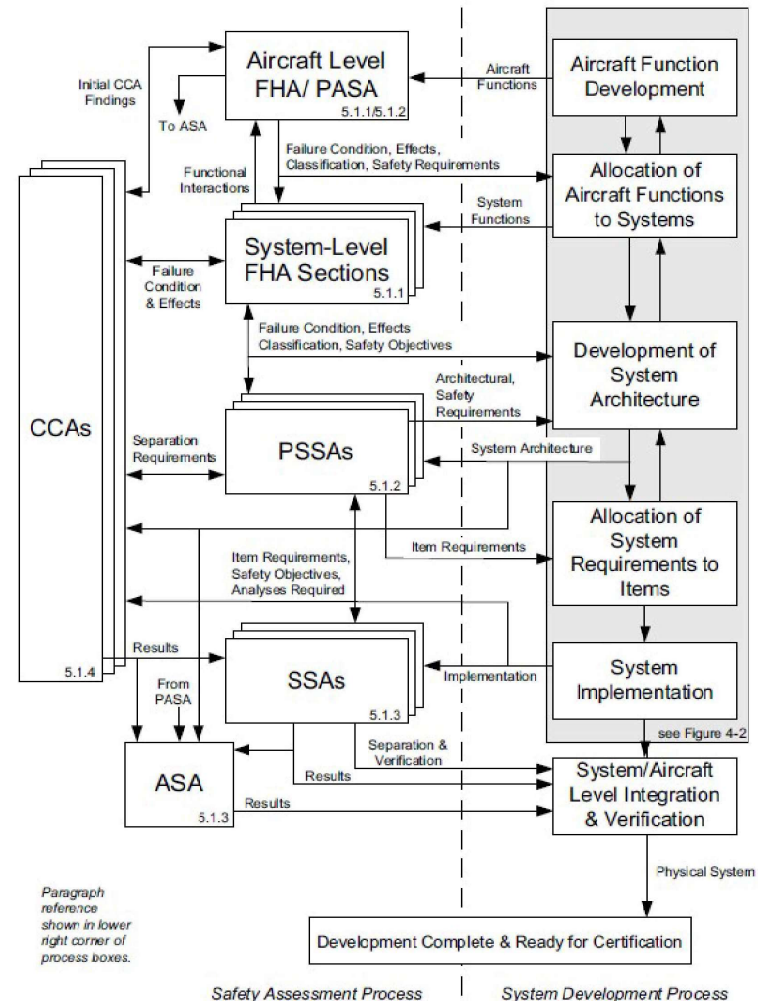 Aircraft Level
FHA/ PASA
5.1.1/5.1.2
Aircraft
Functions
Aircraft Function
Development
Initial CCA
Findings
To ASA
Functional
Interactions
Failure Condition, Effects,
Classification, Safety Requirements
Allocation of
Aircraft Functions
to Systems
System
Functions
System-Level
FHA Sections
5.1.1
Failure
Condition
& Effects
Failure Condition, Effects
Classification, Safety Objectives
Development of
System
Architecture
Architectural,
Safety
Requirements
CCAs
5.1.4
Separation
Requirements
PSSAs
5.1.2
System Architecture
Allocation of
System
Requirements to
Items
Item Requirements
Item Requirements,
Safety Objectives,
Analyses Required
Results
SSAs
5.1.3
Implementation
System
Implementation
see Figure 4-2
From
PASA
Separation &
Verification
Results
ASA
5.1.3
Results
System/Aircraft
Level Integration
& Verification
Physical System
Paragraph
reference
shown in lower
right corner of
process boxes.
Development Complete & Ready for Certification
Safety Assessment Process
System Development Process